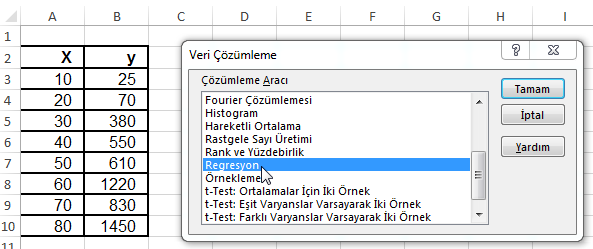 A B C D E F G H I
1
2 X y
3 10 25
4 20 70
5 30 380
6 40 550
7 50 610
8 60 1220
9 70 830
10 80 1450
Veri Çözümleme
?
Çözümleme Aracı
Fourier Çözümlemesi
Histogram
Hareketli Ortalama
Rastgele Sayı Üretimi
Rank ve Yüzdebirlik
Regresyon
Örnekleme
t-Test: Ortalamalar İçin İki Örnek
t-Test: Eşit Varyanslar Varsayarak İki Örnek
t-Test: Farklı Varyanslar Varsayarak İki Örnek
Tamam
İptal
Yardım